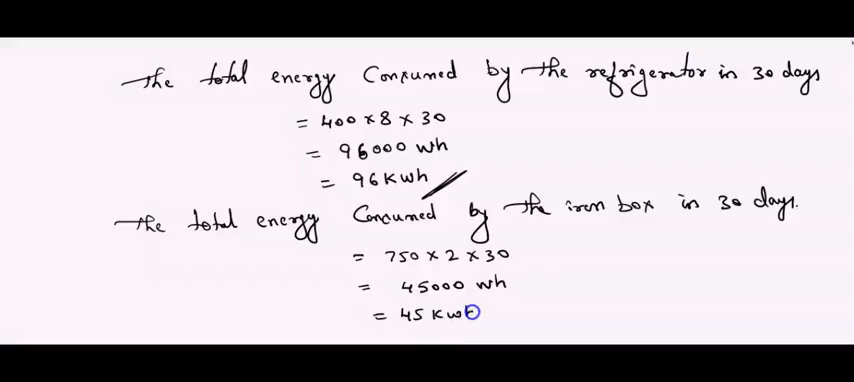 The total energy Consumed by the refrigerator in 30 days
= 400 × 8 × 30
= 96000 Wh
= 96 KWh
The total energy Consumed by the iron box in 30 days.
= 750 × 2 × 30
= 45000 Wh
= 45 KW